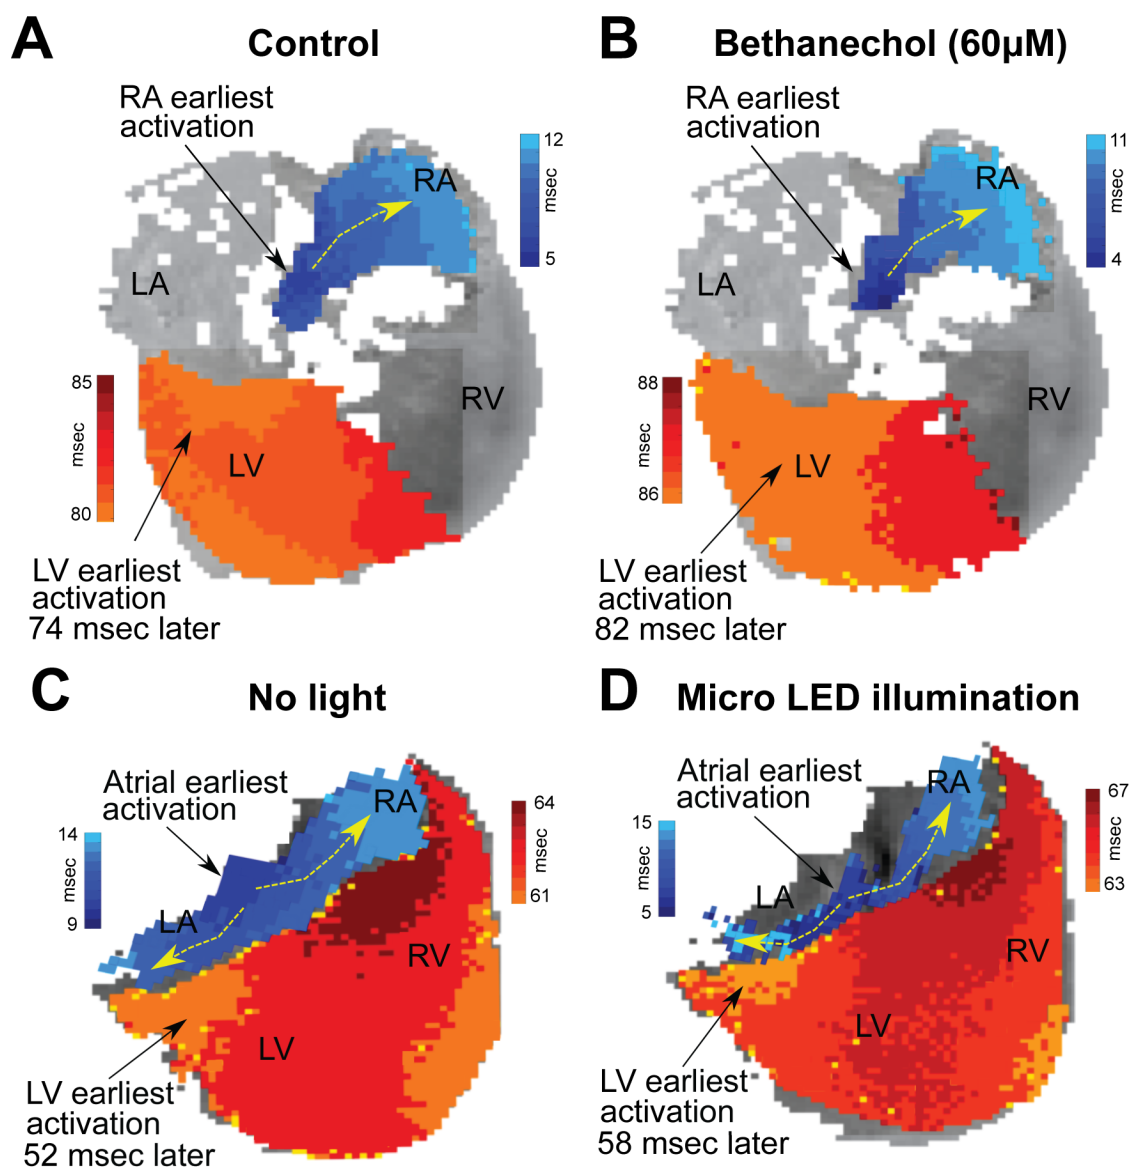 A
Control
RA earliest
activation
RA
12
msec
5
LA
85
msec
80
RV
LV
LV earliest
activation
74 msec later
B
Bethanechol (60µM)
RA earliest
activation
RA
11
msec
4
LA
88
msec
86
RV
LV
LV earliest
activation
82 msec later
C
No light
Atrial earliest
activation
RA
14
msec
9
64
msec
61
LA
RV
LV
LV earliest
activation
52 msec later
D
Micro LED illumination
Atrial earliest
activation
RA
15
msec
5
67
msec
63
LA
RV
LV
LV earliest
activation
58 msec later